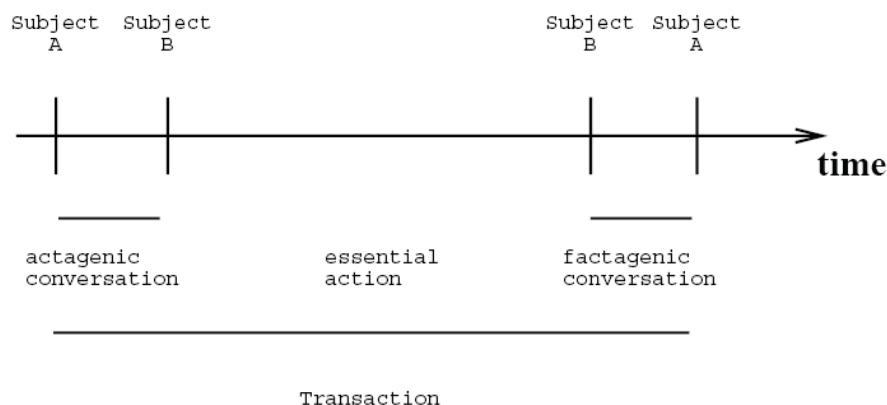 Subject Subject Subject Subject
A B B A
time
actagenic essential factagenic
conversation action conversation
Transaction